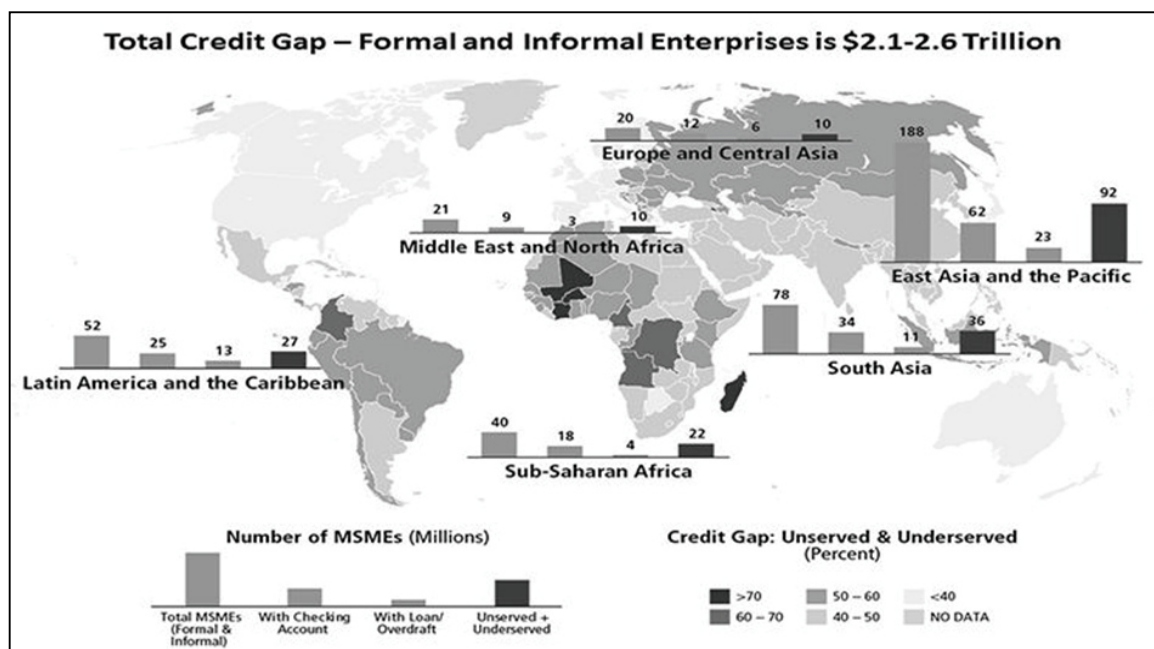 Total Credit Gap – Formal and Informal Enterprises is $2.1-2.6 Trillion
20 12 6 10
Europe and Central Asia
188 62 23 92
East Asia and the Pacific
21 9 3 10
Middle East and North Africa
78 34 11 36
South Asia
52 25 13 27
Latin America and the Caribbean
40 18 4 22
Sub-Saharan Africa
Number of MSMEs (Millions)
Total MSMEs
(Formal &
Informal)
With Checking
Account
With Loan/
Overdraft
Unserved +
Underserved
Credit Gap: Unserved & Underserved
(Percent)
>70 50 – 60 <40
60 – 70 40 – 50 NO DATA